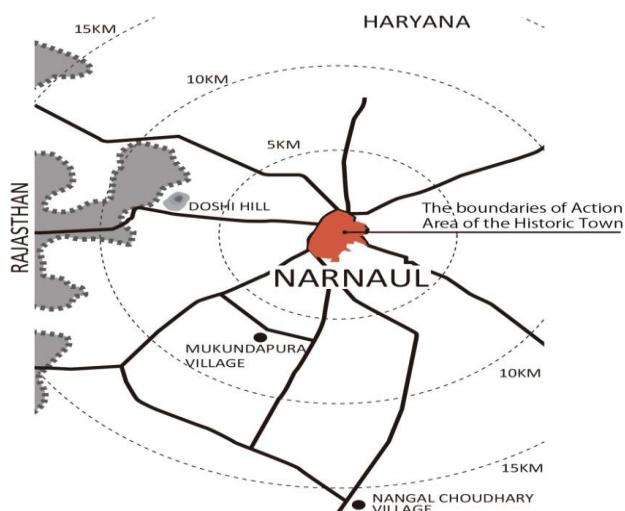 15KM
HARYANA
10KM
5KM
DOSHI HILL
The boundaries of Action
Area of the Historic Town
RAJASTHAN
NARNAUL
MUKUNDAPURA
VILLAGE
10KM
15KM
NANGAL CHOUDHARY
VILLAGE